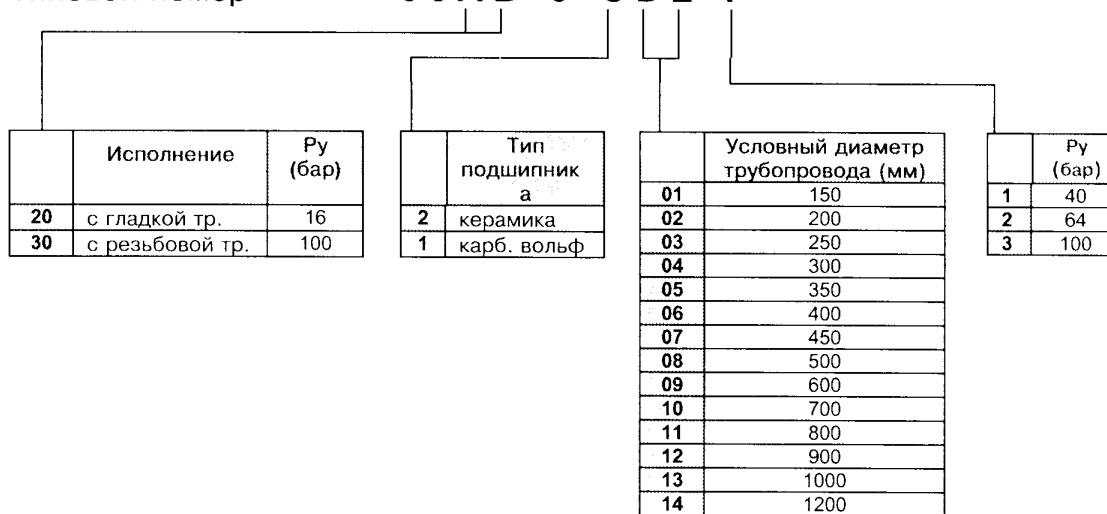 Исполнение Ру (бар)
20 с гладкой тр. 16
30 с резьбовой тр. 100
Тип
подшипник
а
2 керамика
1 карб. вольф
Условный диаметр
трубопровода (мм)
01 150
02 200
03 250
04 300
05 350
06 400
07 450
08 500
09 600
10 700
11 800
12 900
13 1000
14 1200
Ру
(бар)
1 40
2 64
3 100